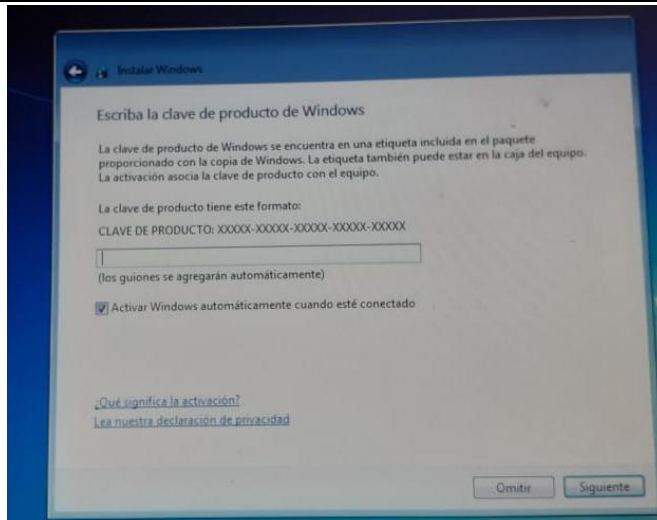 Instalar Windows
Escriba la clave de producto de Windows
La clave de producto de Windows se encuentra en una etiqueta incluida en el paquete
proporcionado con la copia de Windows. La etiqueta también puede estar en la caja del equipo.
La activación asocia la clave de producto con el equipo.
La clave de producto tiene este formato:
CLAVE DE PRODUCTO: XXXXX-XXXXX-XXXXX-XXXXX-XXXXX
(los guiones se agregarán automáticamente)
Activar Windows automáticamente cuando esté conectado
¿Qué significa la activación?
Lea nuestra declaración de privacidad
Omitir Siguiente